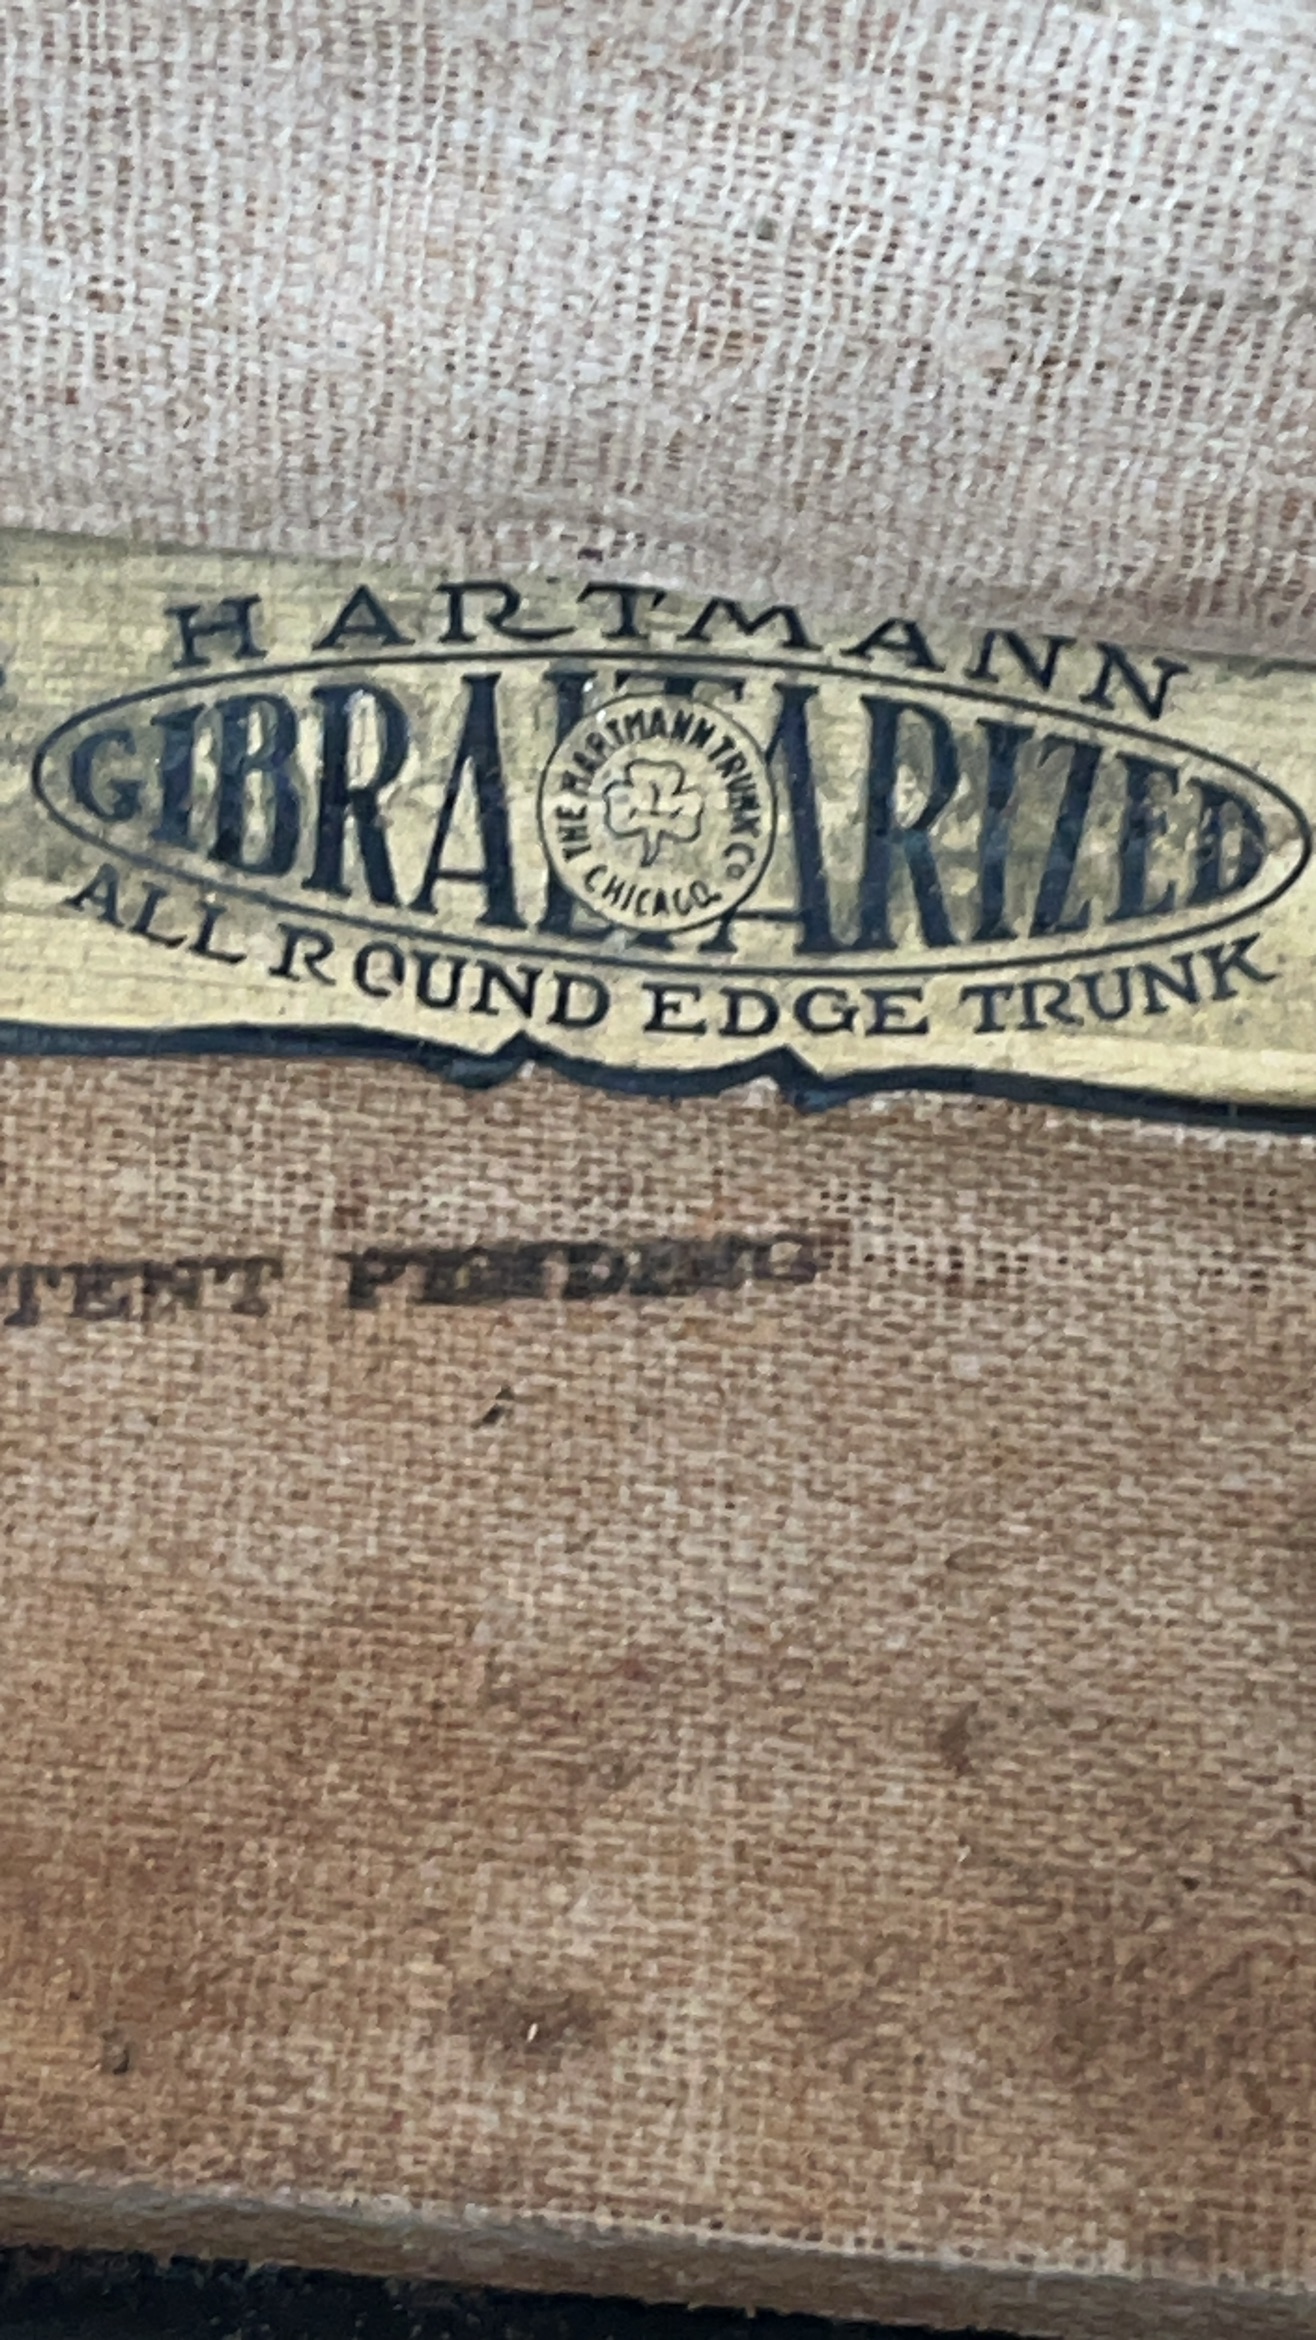 HARTMANN
GIBRALTARIZED
THE HARTMANN TRUNK Co
CHICAGO
ALL ROUND EDGE TRUNK
TENT PENDING